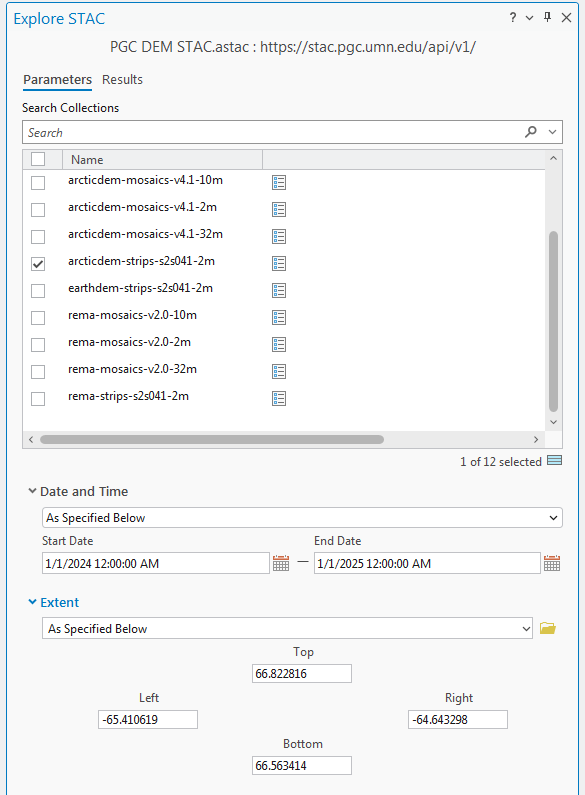 Explore STAC
?
PGC DEM STAC.astac : https://stac.pgc.umn.edu/api/v1/
Parameters Results
Search Collections
Search
Name
arcticdem-mosaics-v4.1-10m
arcticdem-mosaics-v4.1-2m
arcticdem-mosaics-v4.1-32m
arcticdem-strips-s2s041-2m
earthdem-strips-s2s041-2m
rema-mosaics-v2.0-10m
rema-mosaics-v2.0-2m
rema-mosaics-v2.0-32m
rema-strips-s2s041-2m
1 of 12 selected
Date and Time
As Specified Below
Start Date End Date
1/1/2024 12:00:00 AM — 1/1/2025 12:00:00 AM
Extent
As Specified Below
Top
66.822816
Left Right
-65.410619 -64.643298
Bottom
66.563414